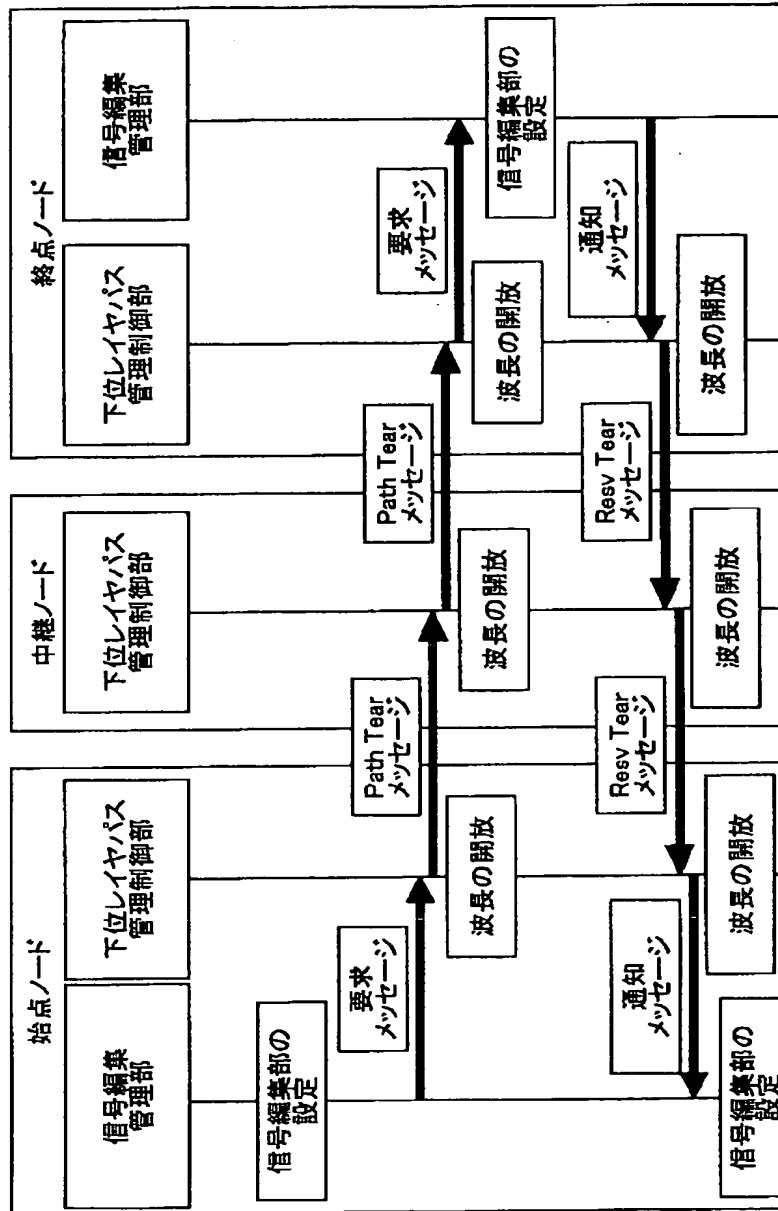 始点ノード
信号編集
管理部
下位レイヤパス
管理制御部
中継ノード
下位レイヤパス
管理制御部
終点ノード
下位レイヤパス
管理制御部
信号編集
管理部
信号編集部の
設定
要求
メッセージ
波長の開放
Path Tear
メッセージ
波長の開放
Path Tear
メッセージ
波長の開放
要求
メッセージ
信号編集部の
設定
通知
メッセージ
波長の開放
Resv Tear
メッセージ
波長の開放
Resv Tear
メッセージ
波長の開放
通知
メッセージ
信号編集部の
設定